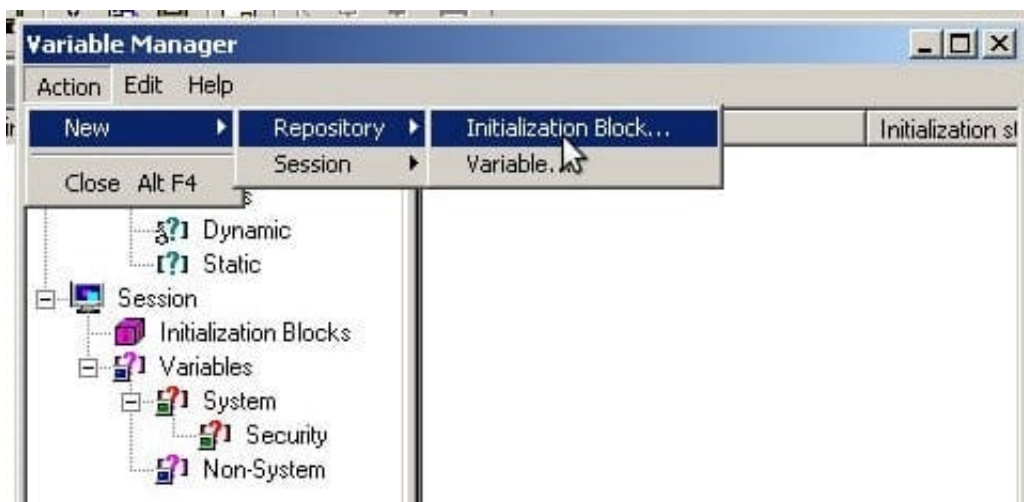 Variable Manager
Action Edit Help
New Repository Initialization Block... Initialization
Session Variable...
Close Alt F4
Dynamic
Static
Session
Initialization Blocks
Variables
System
Security
Non-System